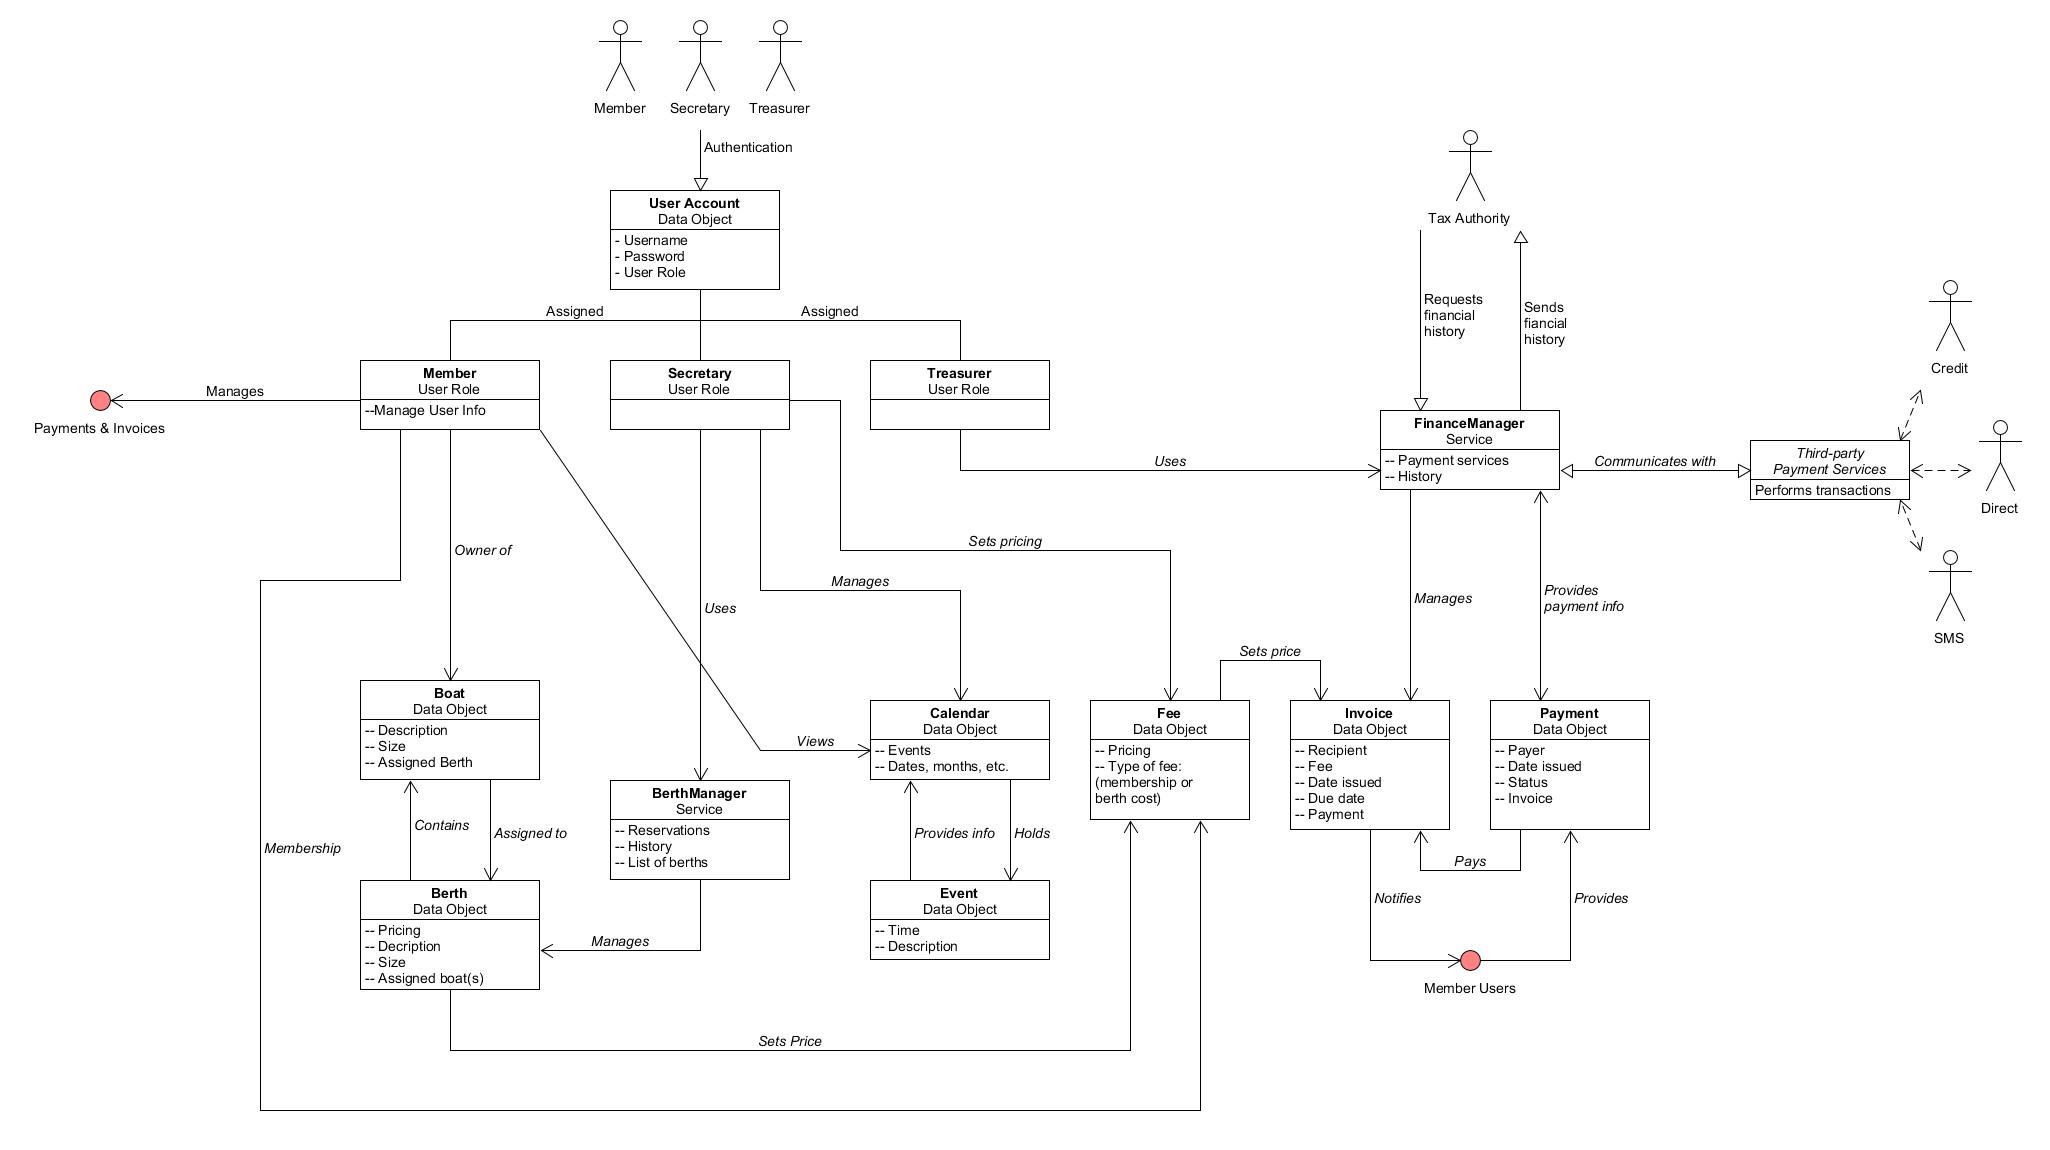 Member
Secretary
Treasurer
Authentication
User Account
Data Object
- Username
- Password
- User Role
Tax Authority
Assigned
Assigned
Requests
financial
history
Sends
fiancial
history
Credit
Member
User Role
--Manage User Info
Secretary
User Role
Treasurer
User Role
Manages
Payments & Invoices
FinanceManager
Service
-- Payment services
-- History
Uses
Communicates with
Third-party
Payment Services
Performs transactions
Direct
SMS
Owner of
Sets pricing
Manages
Uses
Manages
Provides
payment info
Sets price
Boat
Data Object
-- Description
-- Size
-- Assigned Berth
Views
Calendar
Data Object
-- Events
-- Dates, months, etc.
Fee
Data Object
-- Pricing
-- Type of fee:
(membership or
berth cost)
Invoice
Data Object
-- Recipient
-- Fee
-- Date issued
-- Due date
-- Payment
Payment
Data Object
-- Payer
-- Date issued
-- Status
-- Invoice
BerthManager
Service
-- Reservations
-- History
-- List of berths
Contains
Assigned to
Provides info
Holds
Membership
Pays
Notifies
Provides
Berth
Data Object
-- Pricing
-- Decription
-- Size
-- Assigned boat(s)
Manages
Event
Data Object
-- Time
-- Description
Member Users
Sets Price